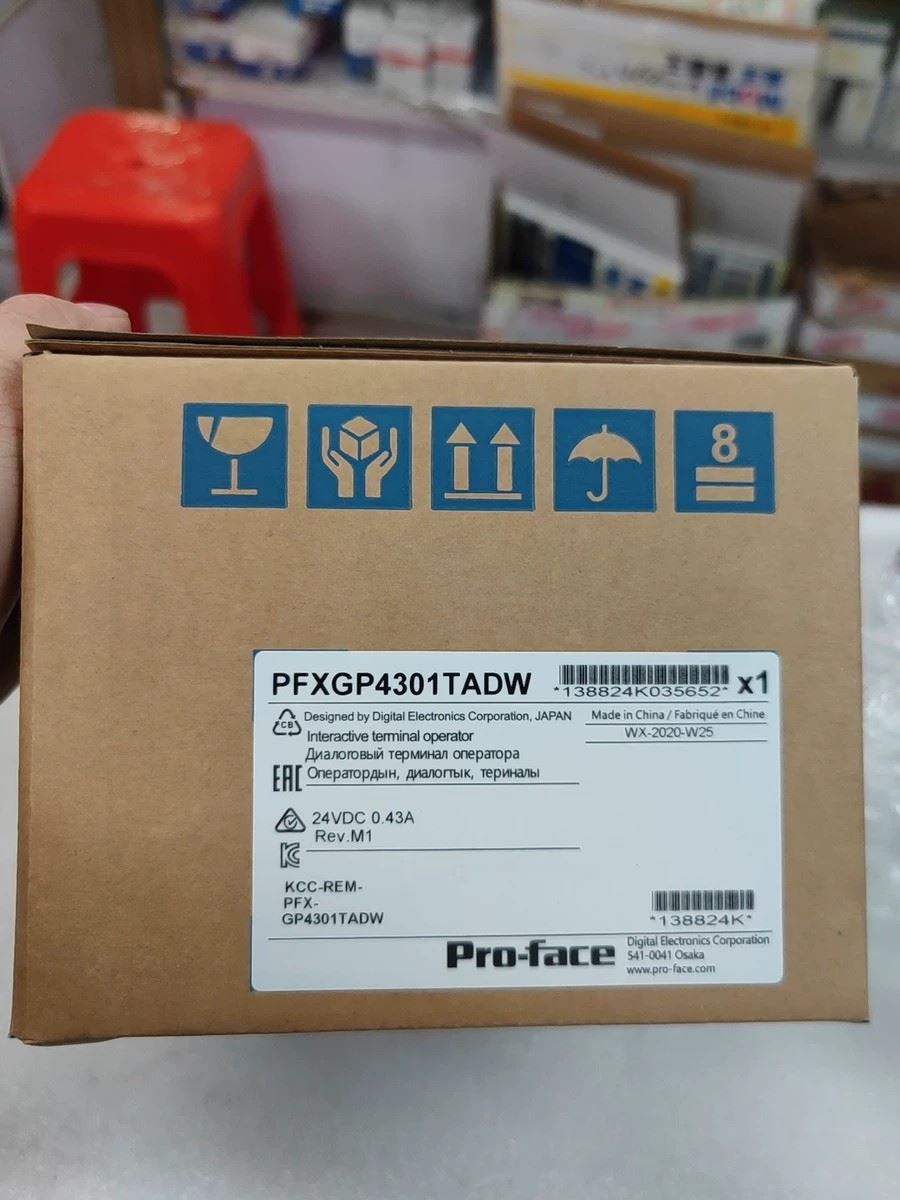 8
PFXGP4301TADW
*138824K035652*
x1
CB
Designed by Digital Electronics Corporation, JAPAN
Made in China / Fabriqué en Chine
Interactive terminal operator
WX-2020-W25
Диалоговый терминал оператора
EAC
Оператордын, диалогтык, териналы
24VDC 0.43A
Rev.M1
KCC-REM-
PFX-
GP4301TADW
*138824K*
Pro-face
Digital Electronics Corporation
541-0041 Osaka
www.pro-face.com